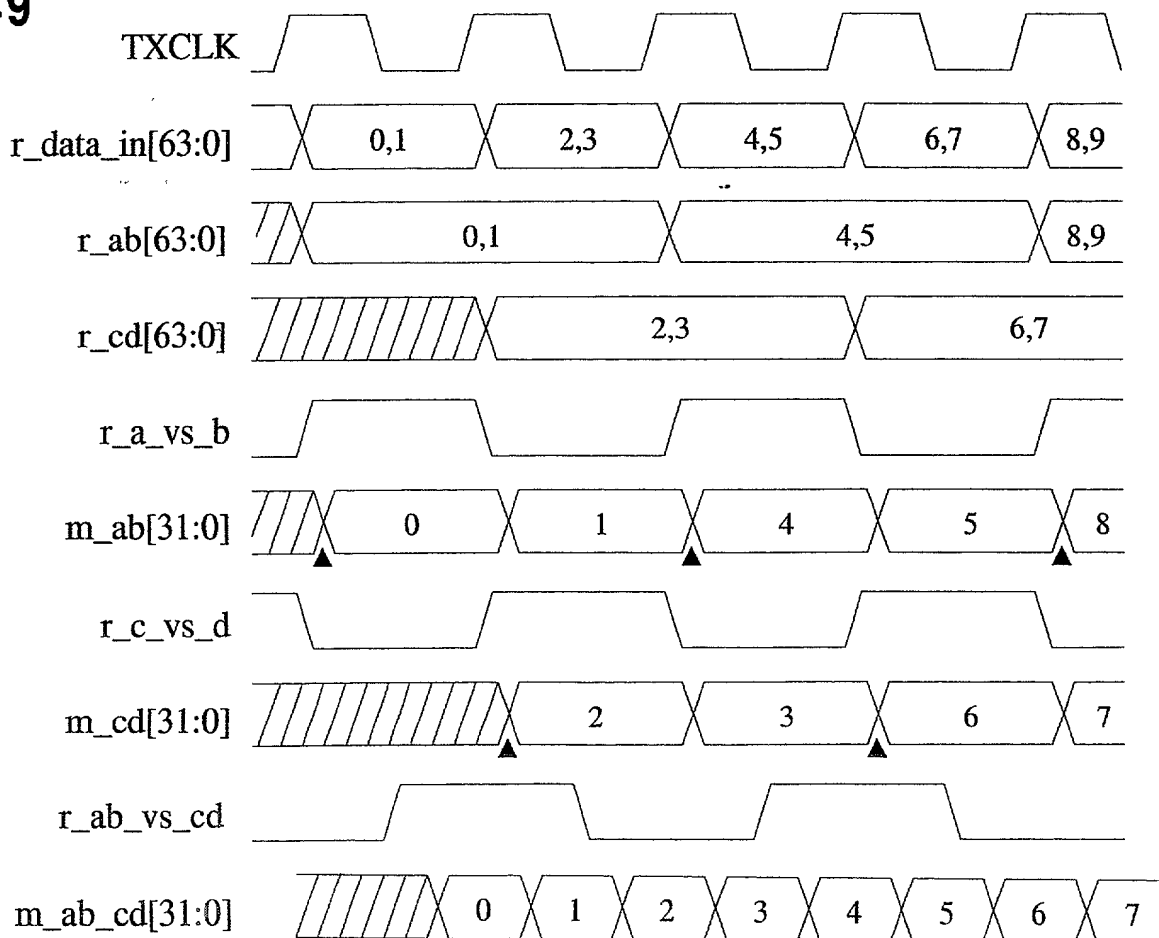 TXCLK
r_data_in[63:0] 0,1 2,3 4,5 6,7 8,9
r_ab[63:0] 0,1 4,5 8,9
r_cd[63:0] 2,3 6,7
r_a_vs_b
m_ab[31:0] 0 1 4 5 8
r_c_vs_d
m_cd[31:0] 2 3 6 7
r_ab_vs_cd
m_ab_cd[31:0] 0 1 2 3 4 5 6 7